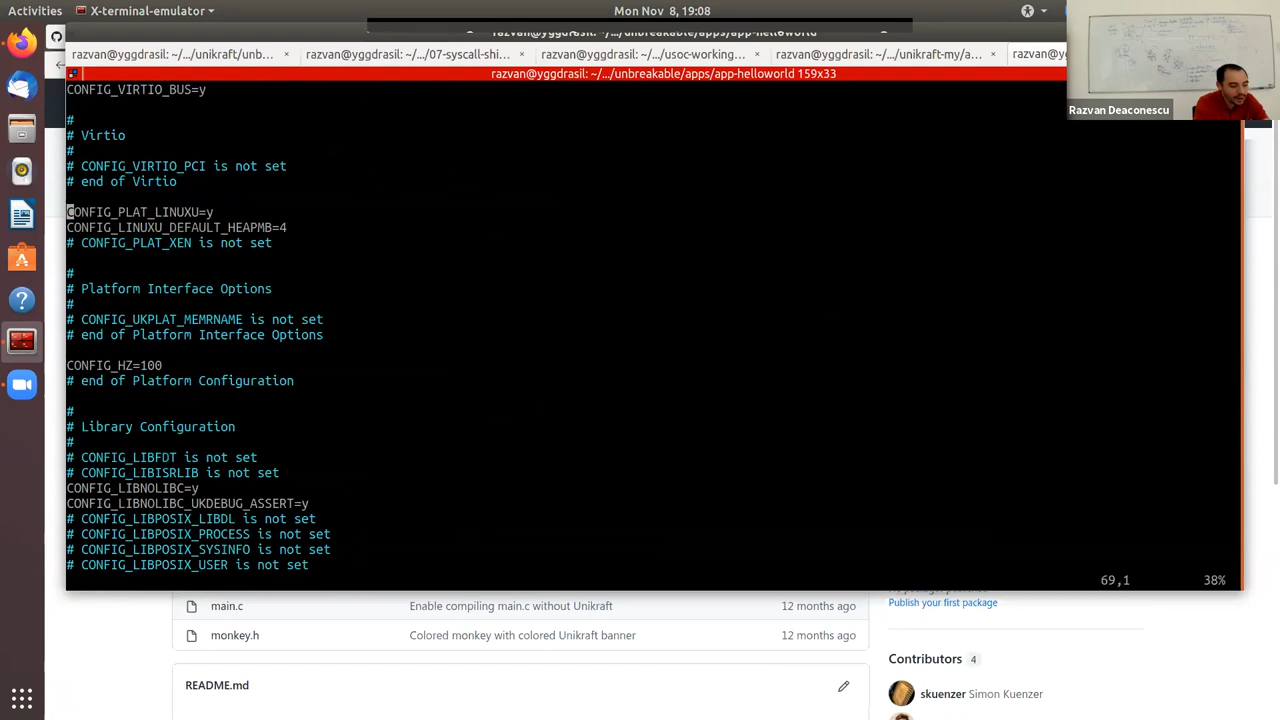 Activities
X-terminal-emulator
Mon Nov 8, 19:08
razvan@yggdrasil: ~/.../unikraft/unb...
razvan@yggdrasil: ~/.../07-syscall-shi...
razvan@yggdrasil: ~/.../usoc-working...
razvan@yggdrasil: ~/.../unikraft-my/a...
razvan@yggdrasil: ~/.../unbreakable/apps/app-helloworld 159x33
CONFIG_VIRTIO_BUS=y
#
# Virtio
#
# CONFIG_VIRTIO_PCI is not set
# end of Virtio
CONFIG_PLAT_LINUXU=y
CONFIG_LINUXU_DEFAULT_HEAPMB=4
# CONFIG_PLAT_XEN is not set
#
# Platform Interface Options
#
# CONFIG_UKPLAT_MEMRNAME is not set
# end of Platform Interface Options
CONFIG_HZ=100
# end of Platform Configuration
#
# Library Configuration
#
# CONFIG_LIBFDT is not set
# CONFIG_LIBISRLIB is not set
CONFIG_LIBNOLIBC=y
CONFIG_LIBNOLIBC_UKDEBUG_ASSERT=y
# CONFIG_LIBPOSIX_LIBDL is not set
# CONFIG_LIBPOSIX_PROCESS is not set
# CONFIG_LIBPOSIX_SYSINFO is not set
# CONFIG_LIBPOSIX_USER is not set
69,1 38%
Razvan Deaconescu
main.c Enable compiling main.c without Unikraft 12 months ago
monkey.h Colored monkey with colored Unikraft banner 12 months ago
README.md
Publish your first package
Contributors 4
skuenzer Simon Kuenzer